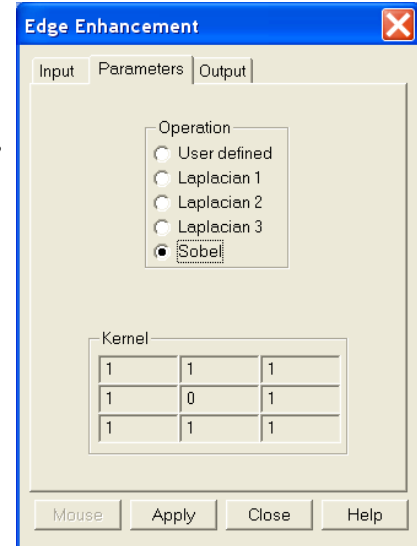 Edge Enhancement
Input Parameters Output
Operation
User defined
Laplacian 1
Laplacian 2
Laplacian 3
Sobel
Kernel
1 1 1
1 0 1
1 1 1
Mouse Apply Close Help